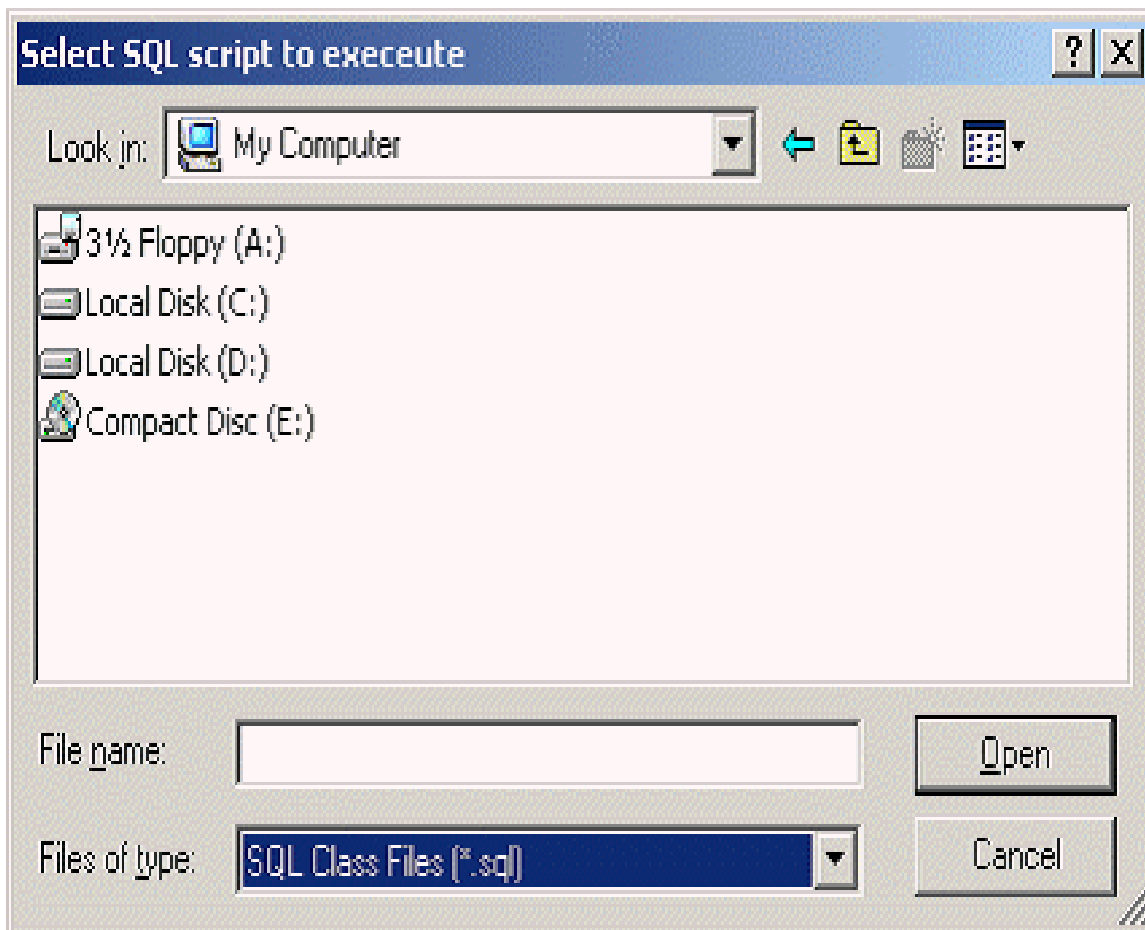 Select SQL script to execeute
Look in: My Computer
3½ Floppy (A:)
Local Disk (C:)
Local Disk (D:)
Compact Disc (E:)
File name:
Open
Files of type: SQL Class Files (*.sql)
Cancel